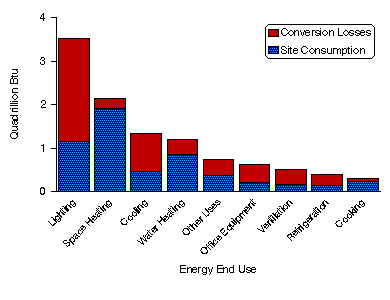 Quadrillion Btu
4
3
2
1
0
Conversion Losses
Site Consumption
Lighting
Space Heating
Cooling
Water Heating
Other Uses
Office Equipment
Ventilation
Refrigeration
Cooking
Energy End Use